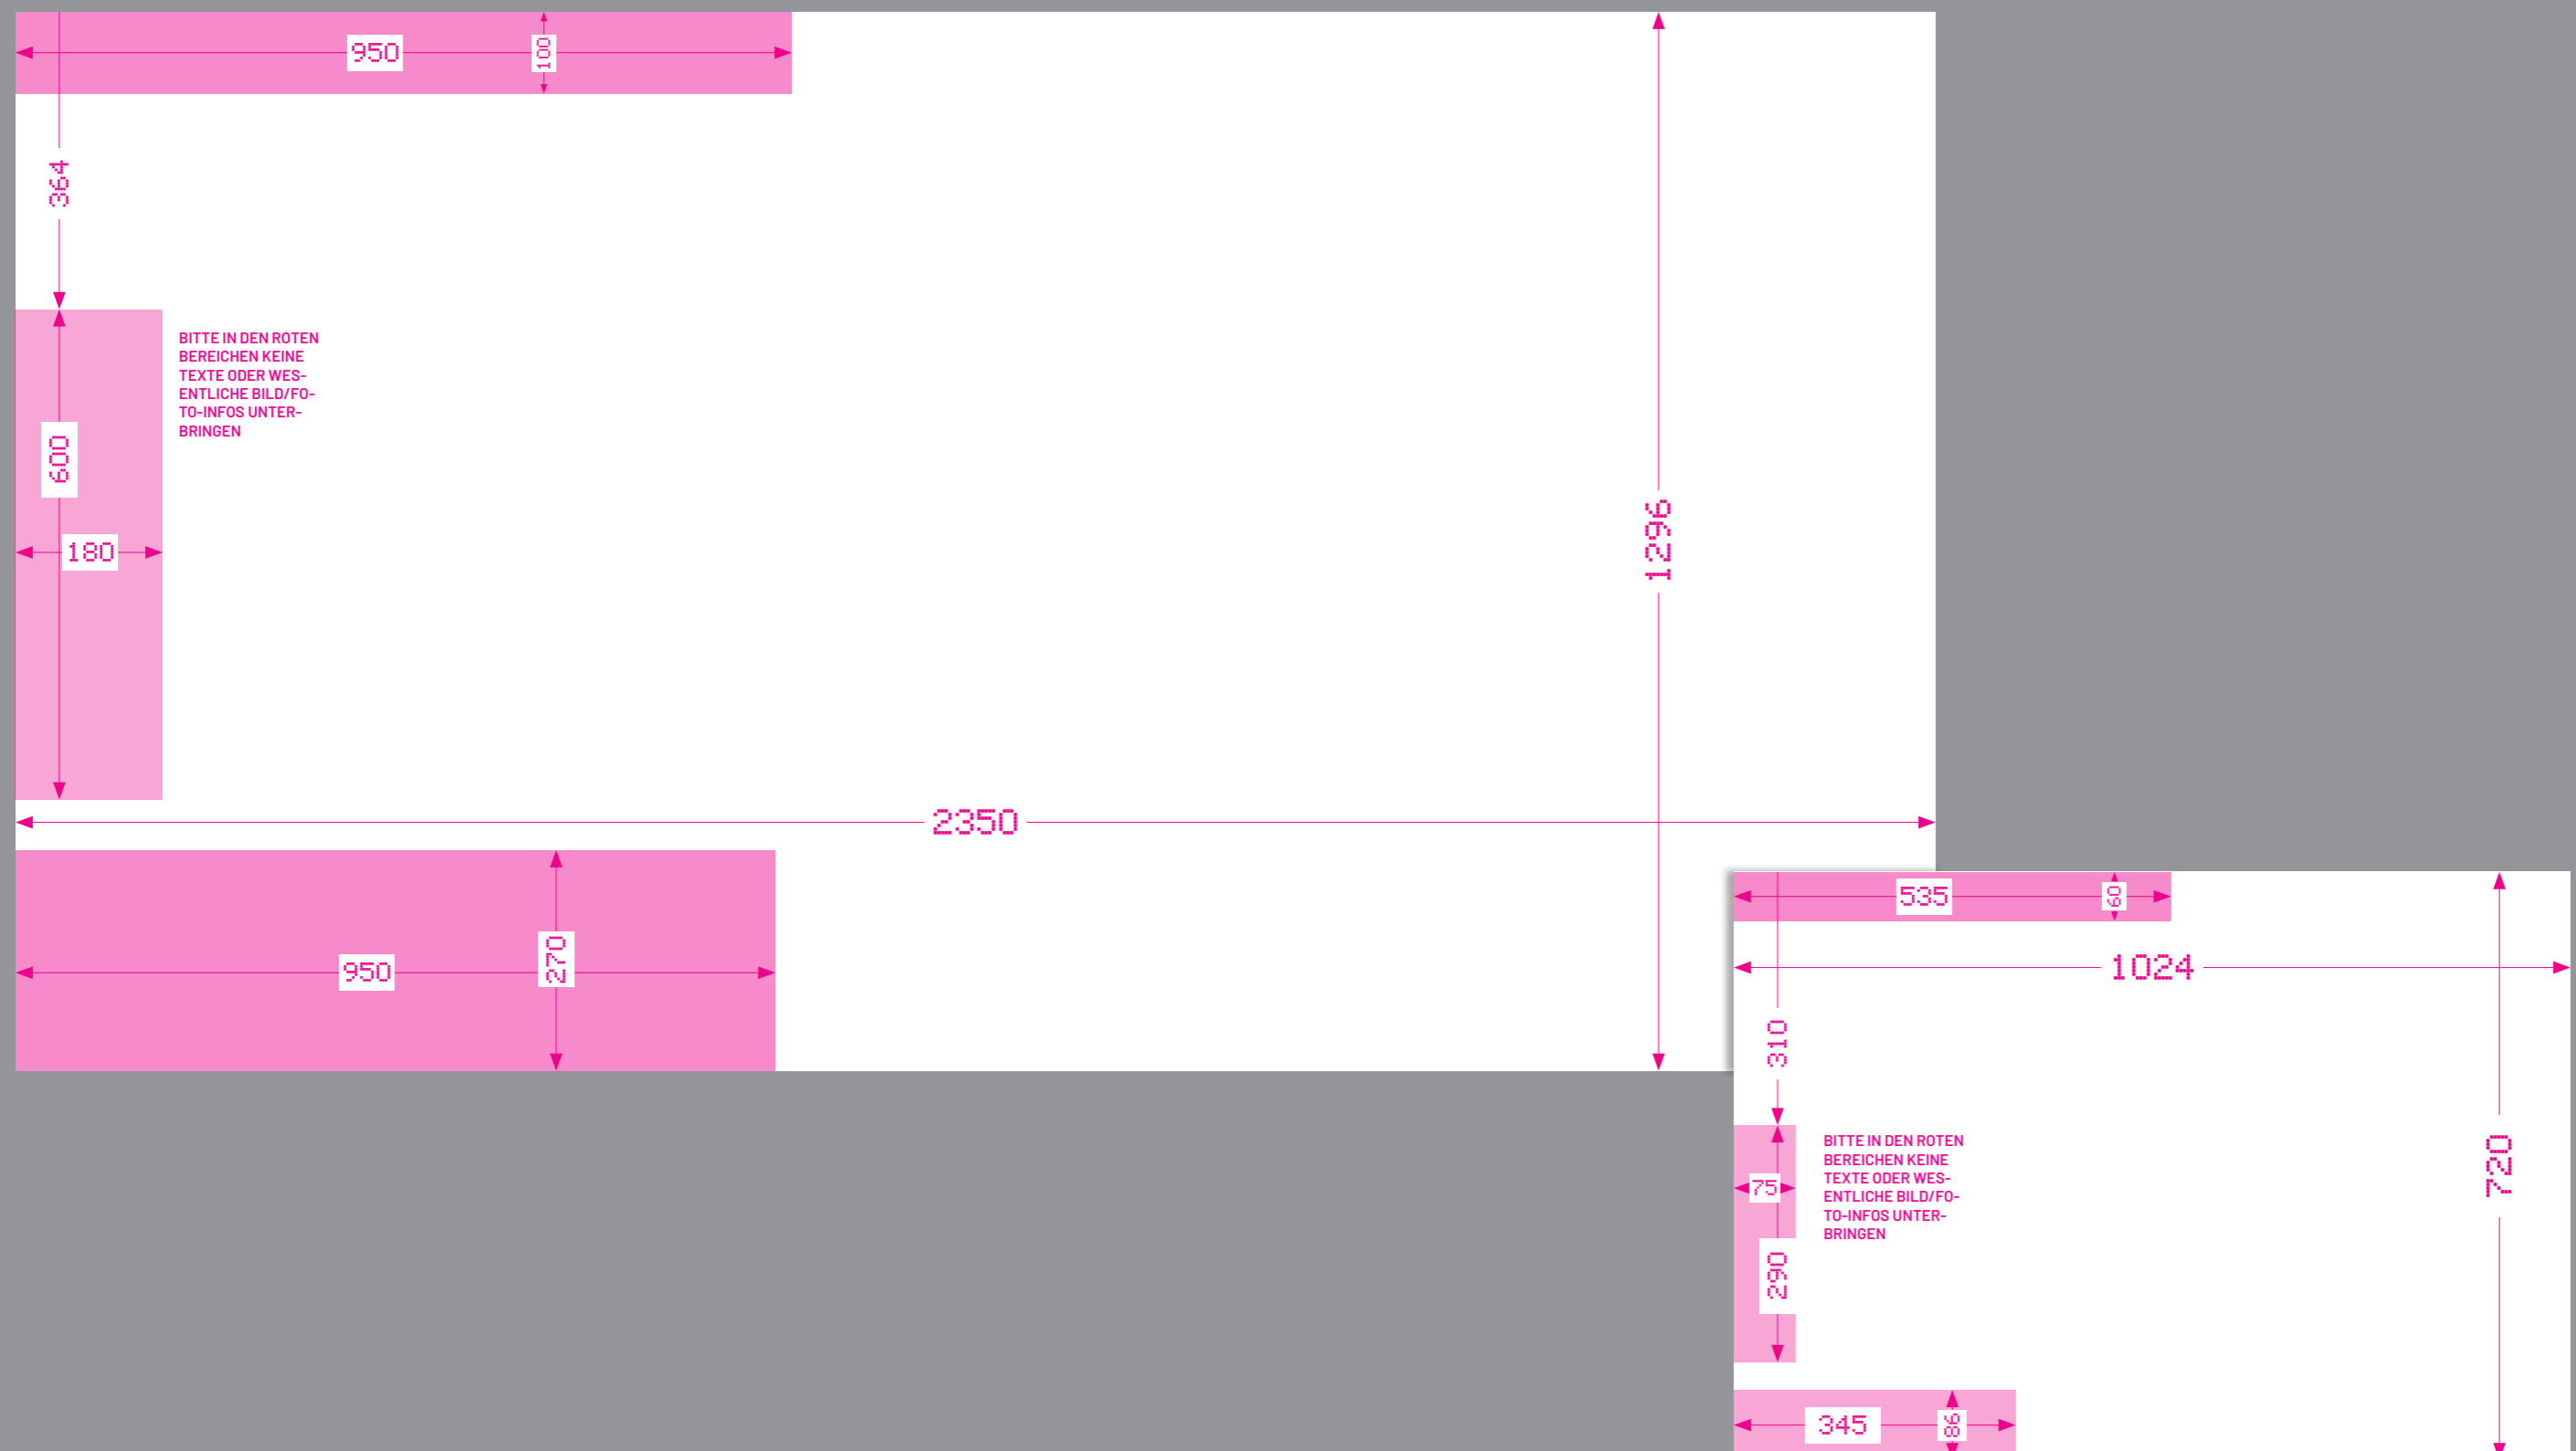 950
100
364
BITTE IN DEN ROTEN
BEREICHEN KEINE
TEXTE ODER WES-
ENTLICHE BILD/FO-
TO-INFOS UNTER-
BRINGEN
600
180
1296
2350
950
270
535
60
1024
310
BITTE IN DEN ROTEN
BEREICHEN KEINE
TEXTE ODER WES-
ENTLICHE BILD/FO-
TO-INFOS UNTER-
BRINGEN
75
290
720
345
86